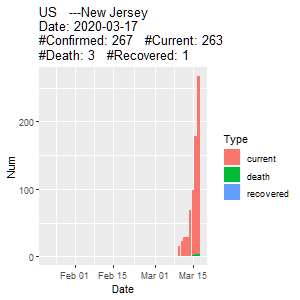 US   ---New Jersey
Date: 2020-03-17
#Confirmed: 267   #Current: 263
#Death: 3   #Recovered: 1
Num
200
100
0
Feb 01
Feb 15
Mar 01
Mar 15
Date
Type
current
death
recovered